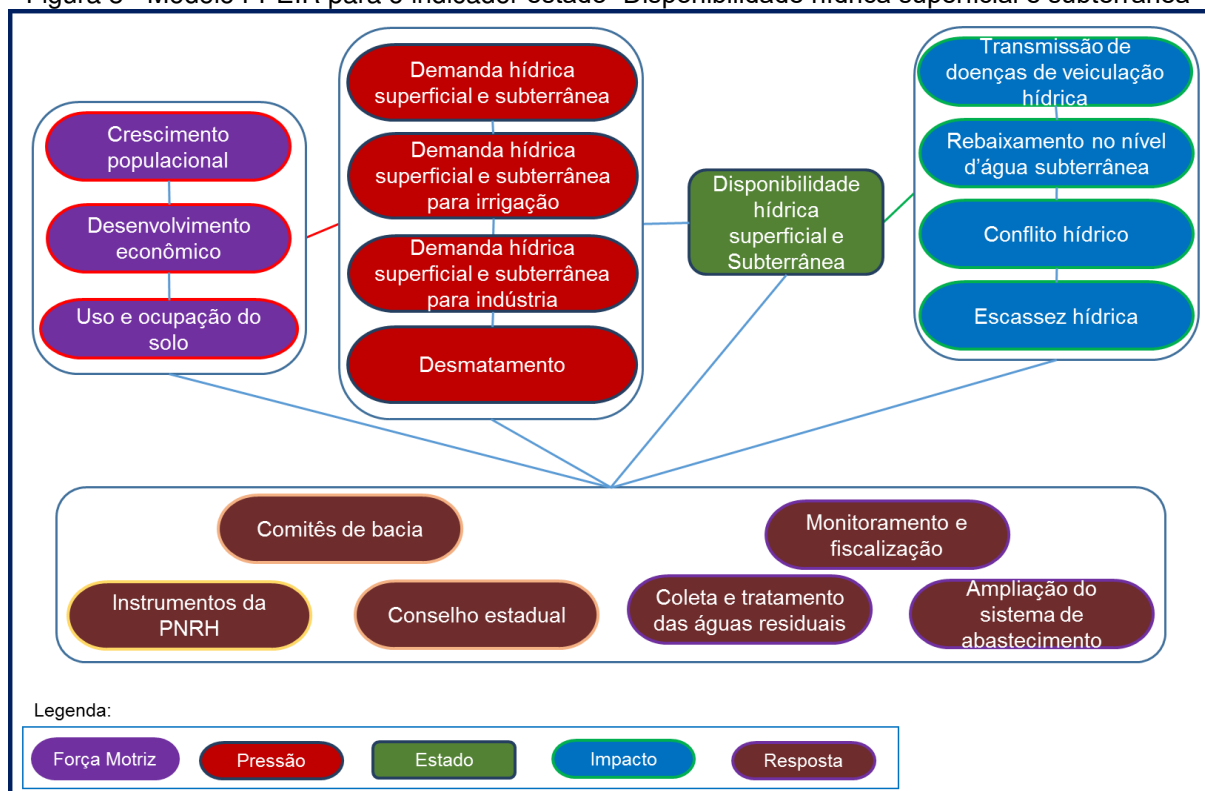 Crescimento
populacional
Desenvolvimento
econômico
Uso e ocupação do
solo
Demanda hídrica
superficial e subterrânea
Demanda hídrica
superficial e subterrânea
para irrigação
Demanda hídrica
superficial e subterrânea
para indústria
Desmatamento
Disponibilidade
hídrica
superficial e
Subterrânea
Transmissão de
doenças de veiculação
hídrica
Rebaixamento no nível
d'água subterrânea
Conflito hídrico
Escassez hídrica
Comitês de bacia
Monitoramento e
fiscalização
Instrumentos da
PNRH
Conselho estadual
Coleta e tratamento
das águas residuais
Ampliação do
sistema de
abastecimento
Legenda:
Força Motriz
Pressão
Estado
Impacto
Resposta